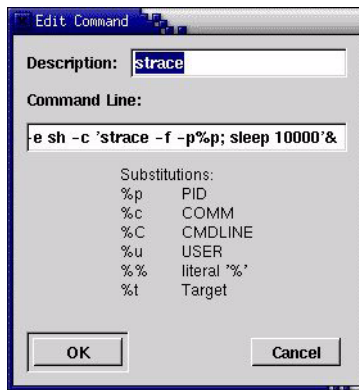 Edit Command
Description: strace
Command Line:
-e sh -c 'strace -f -p%p; sleep 10000'&
Substitutions:
%p PID
%c COMM
%C CMDLINE
%u USER
%% literal '%'
%t Target
OK Cancel